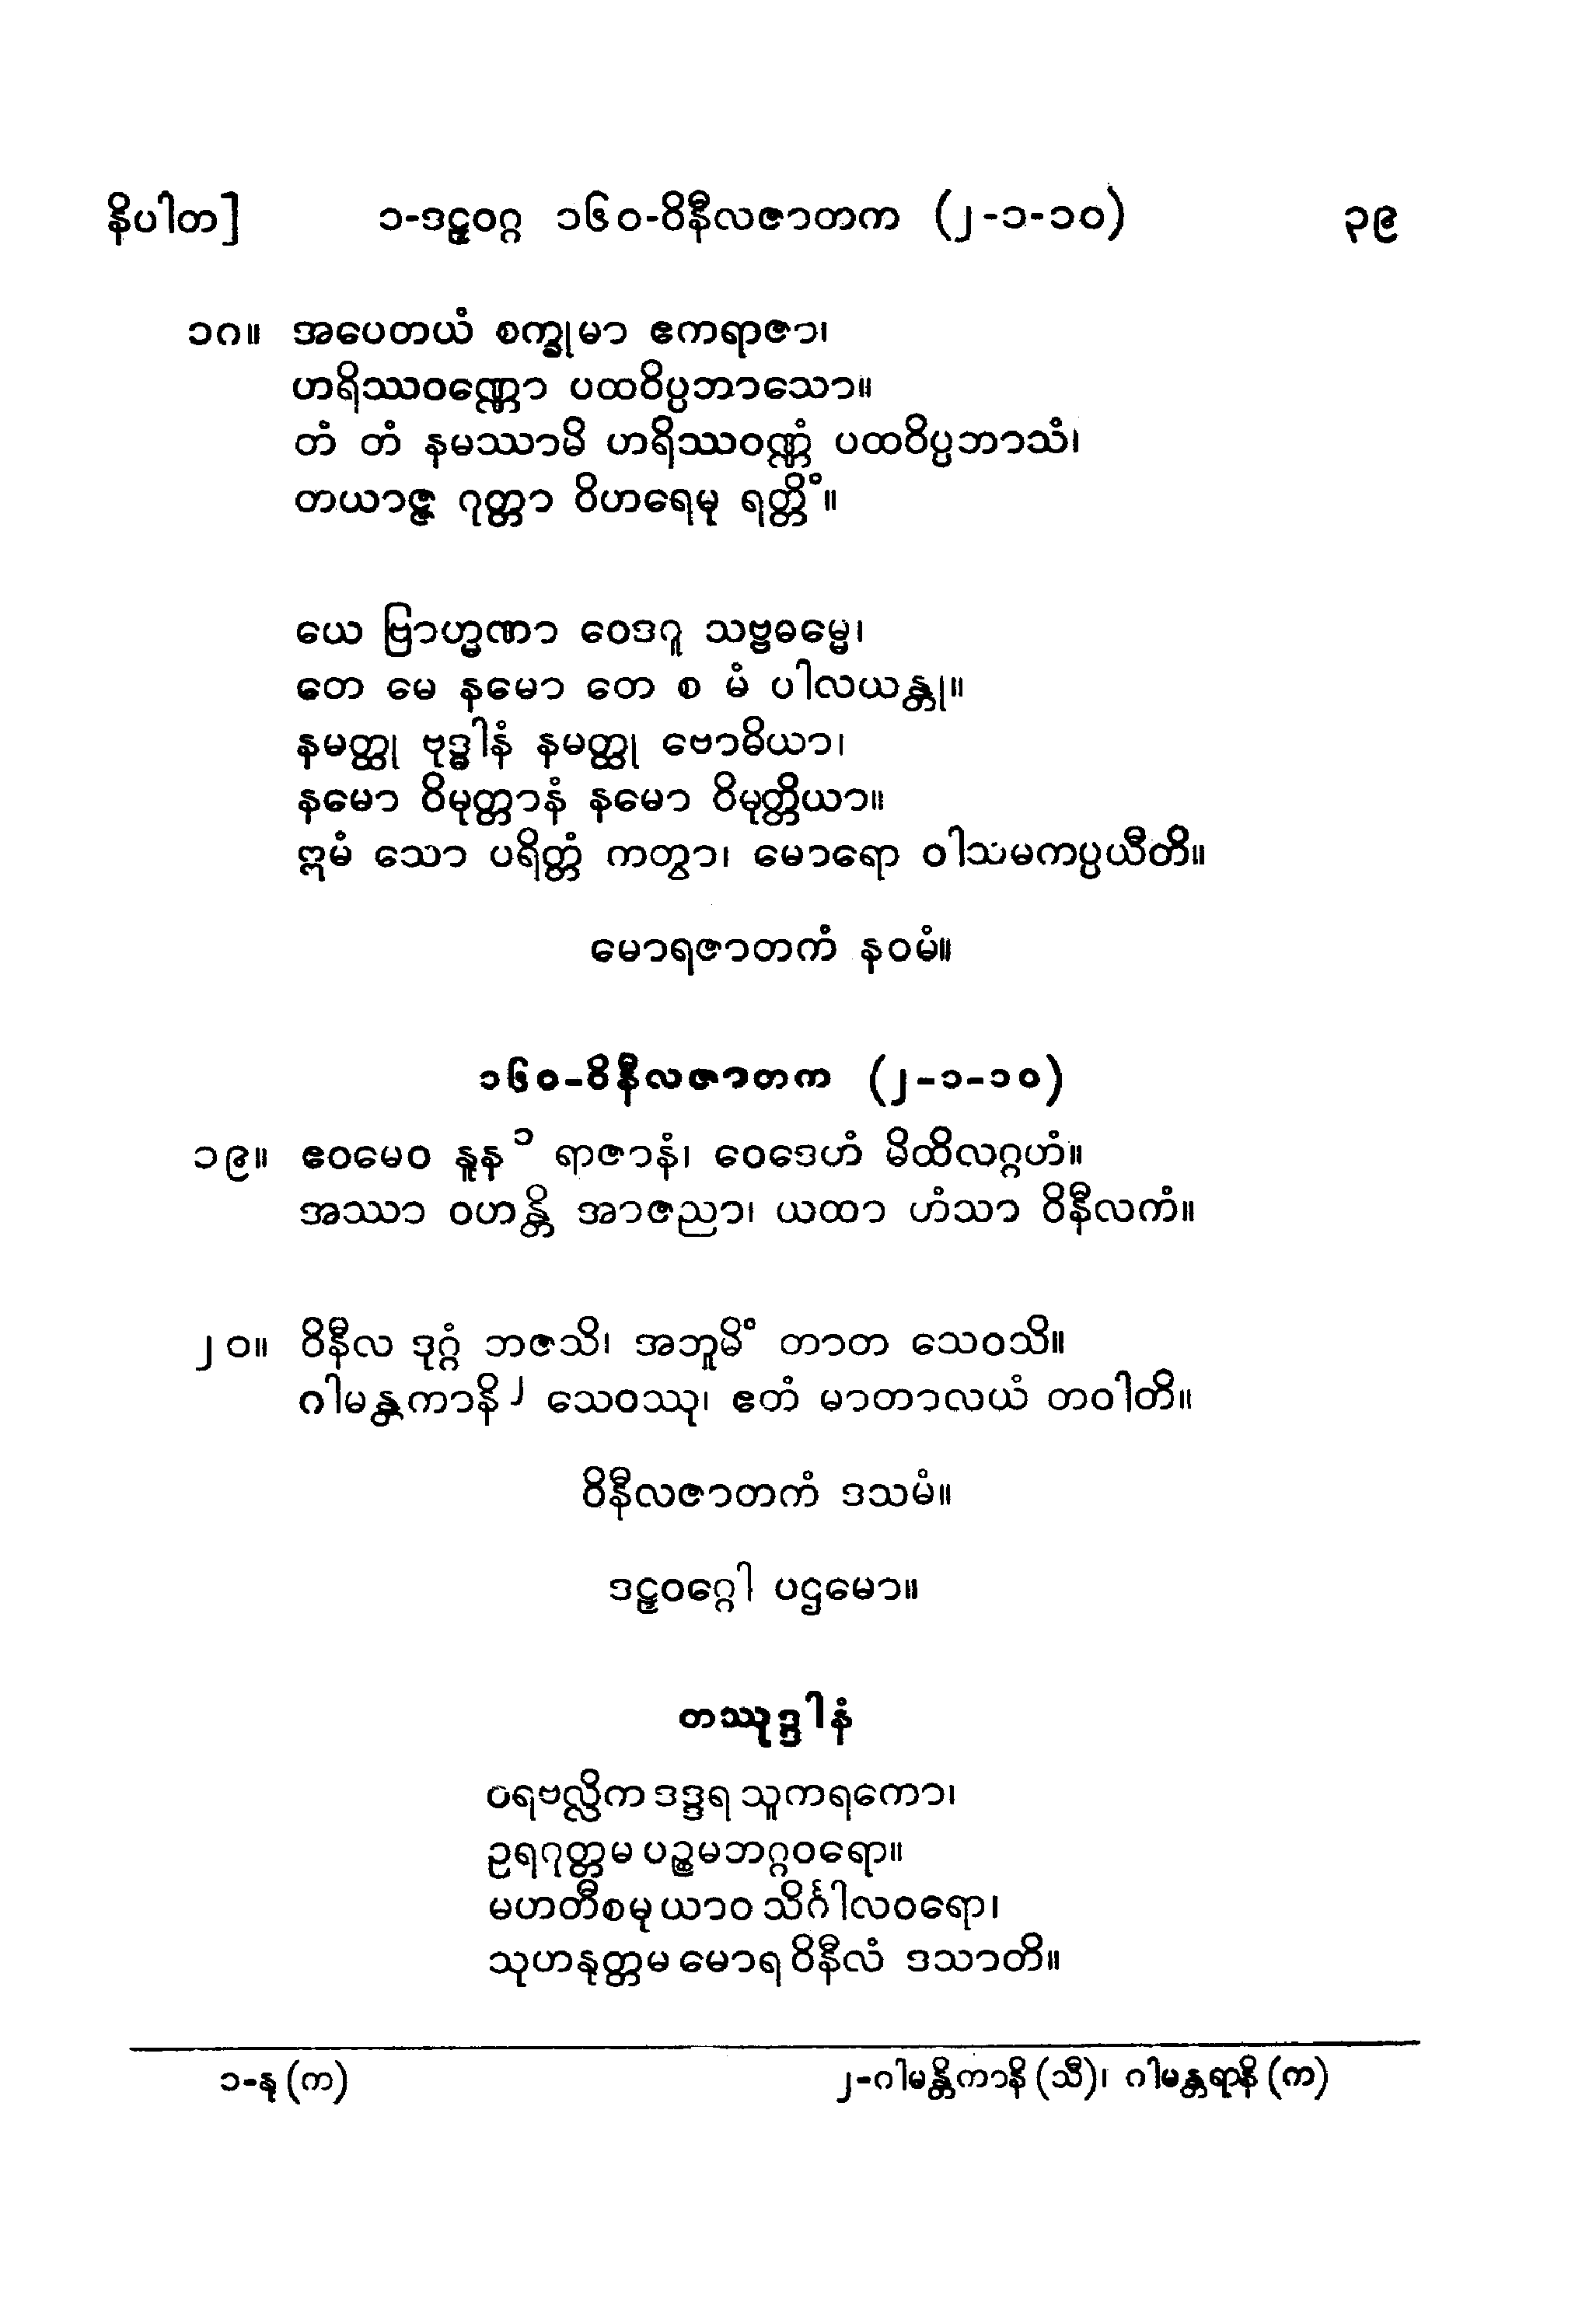 နိပါတ] ၁-ဒဠှဝဂ္ဂ ၁၆၀-ဝိနီလဇာတက (၂-၁-၁၀) ၃၉
၁၈။ အပေတယံ စက္ခုမာ ဧကရာဇာ၊
ဟရိဿဝဏ္ဏော ပထဝိပ္ပဘာသော။
တံ တံ နမဿာမိ ဟရိဿဝဏ္ဏံ ပထဝိပ္ပဘာသံ၊
တယာဇ္ဇ ဂုတ္တာ ဝိဟရေမု ရတ္တိံ။
ယေ ဗြာဟ္မဏာ ဝေဒဂူ သဗ္ဗဓမ္မေ၊
တေ မေ နမော တေ စ မံ ပါလယန္တု။
နမတ္ထု ဗုဒ္ဓါနံ နမတ္ထု ဗောဓိယာ၊
နမော ဝိမုတ္တာနံ နမော ဝိမုတ္တိယာ။
ဣမံ သော ပရိတ္တံ ကတွာ၊ မောရော ဝါသမကပ္ပယီတိ။
မောရဇာတကံ နဝမံ။
၁၆၀-ဝိနီလဇာတက (၂-၁-၁၀)
၁၉။ ဧဝမေဝ နူန ၁ ရာဇာနံ၊ ဝေဒေဟံ မိထိလဂ္ဂဟံ။
အဿာ ဝဟန္တိ အာဇညာ၊ ယထာ ဟံသာ ဝိနီလကံ။
၂၀။ ဝိနီလ ဒုဂ္ဂံ ဘဇသိ၊ အဘူမိံ တာတ သေဝသိ။
ဂါမန္တကာနိ ၂ သေဝဿု၊ ဧတံ မာတာလယံ တဝါတိ။
ဝိနီလဇာတကံ ဒသမံ။
ဒဠှဝဂ္ဂေါ ပဌမော။
တဿုဒ္ဒါနံ
ဝရဗလ္လိက ဒဒ္ဒရ သူကရကော၊
ဥရဂုတ္တမ ပဉ္စမဘဂ္ဂဝရော။
မဟတီစမု ယာဝ သိင်္ဂါလဝရော၊
သုဟနုတ္တမ မောရ ဝိနီလံ ဒသာတိ။
၁-နု (က) ၂-ဂါမန္တိကာနိ (သီ)၊ ဂါမန္တရာနိ (က)